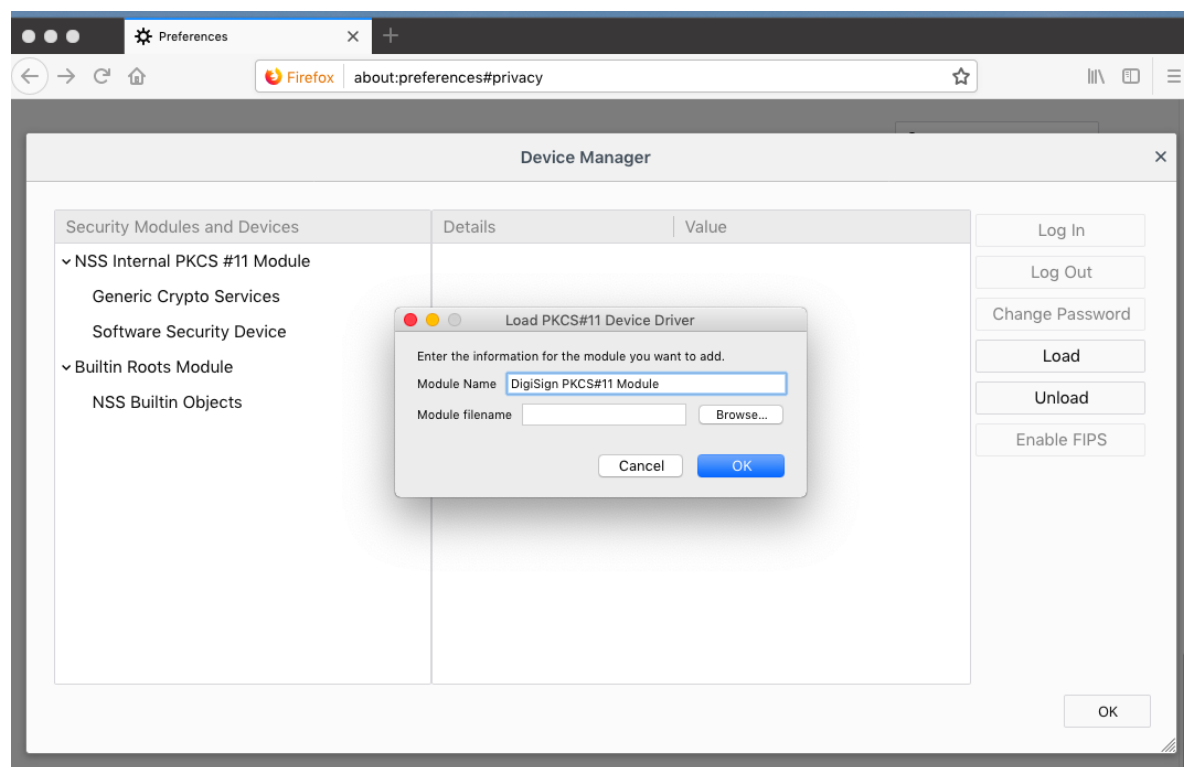 Preferences
Firefox about:preferences#privacy
Device Manager
Security Modules and Devices
Details
Value
NSS Internal PKCS #11 Module
Generic Crypto Services
Software Security Device
Builtin Roots Module
NSS Builtin Objects
Log In
Log Out
Change Password
Load
Unload
Enable FIPS
Load PKCS#11 Device Driver
Enter the information for the module you want to add.
Module Name DigiSign PKCS#11 Module
Module filename Browse...
Cancel OK
OK